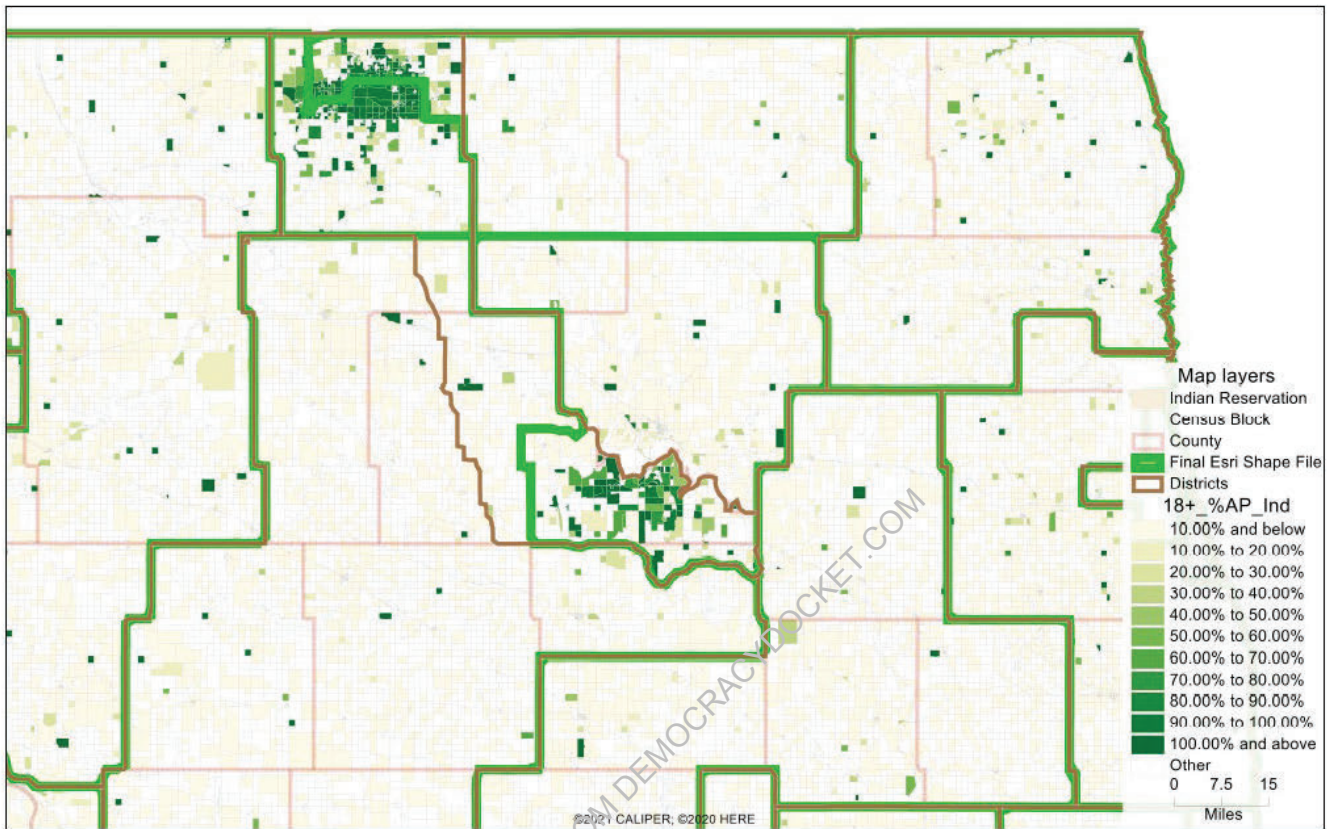 Map layers
Indian Reservation
Census Block
County
Final Esri Shape File
Districts
18+_%AP_Ind
10.00% and below
10.00% to 20.00%
20.00% to 30.00%
30.00% to 40.00%
40.00% to 50.00%
50.00% to 60.00%
60.00% to 70.00%
70.00% to 80.00%
80.00% to 90.00%
90.00% to 100.00%
100.00% and above
Other
0 7.5 15
Miles
OM DEMOCRACYDOCKET.COM
©2021 CALIPER; ©2020 HERE